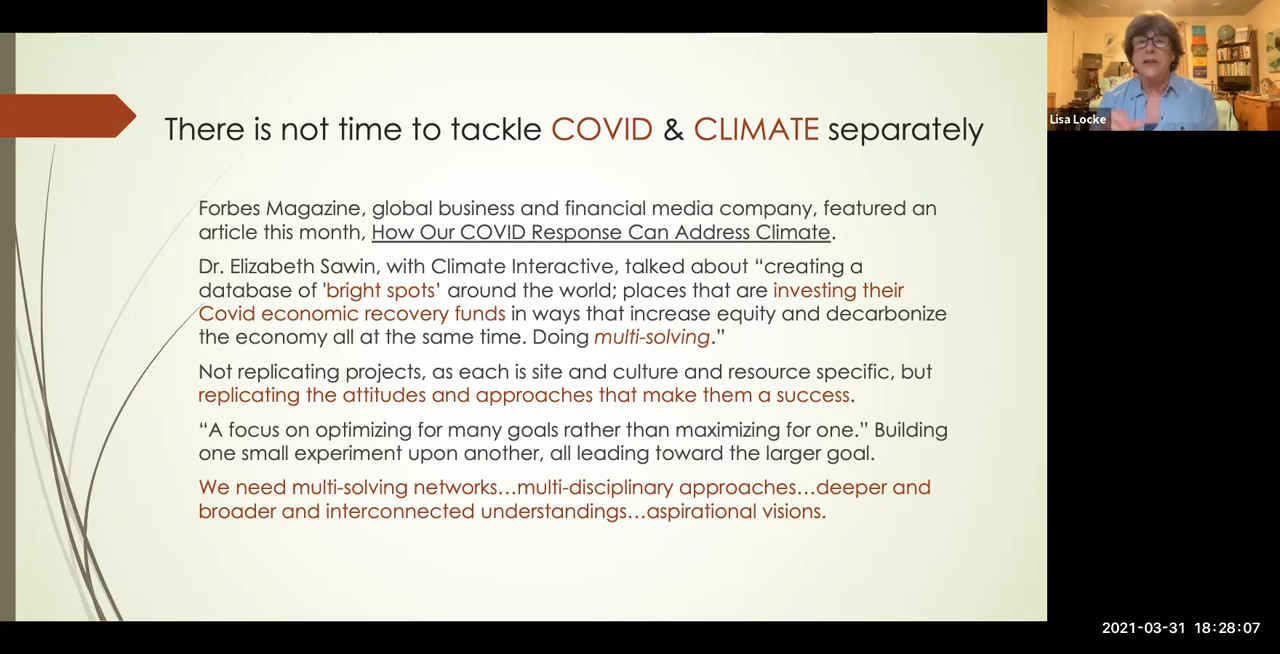 There is not time to tackle COVID & CLIMATE separately
Forbes Magazine, global business and financial media company, featured an
article this month, How Our COVID Response Can Address Climate.
Dr. Elizabeth Sawin, with Climate Interactive, talked about “creating a
database of 'bright spots’ around the world; places that are investing their
Covid economic recovery funds in ways that increase equity and decarbonize
the economy all at the same time. Doing multi-solving.”
Not replicating projects, as each is site and culture and resource specific, but
replicating the attitudes and approaches that make them a success.
“A focus on optimizing for many goals rather than maximizing for one.” Building
one small experiment upon another, all leading toward the larger goal.
We need multi-solving networks…multi-disciplinary approaches…deeper and
broader and interconnected understandings…aspirational visions.
Lisa Locke
2021-03-31 18:28:07